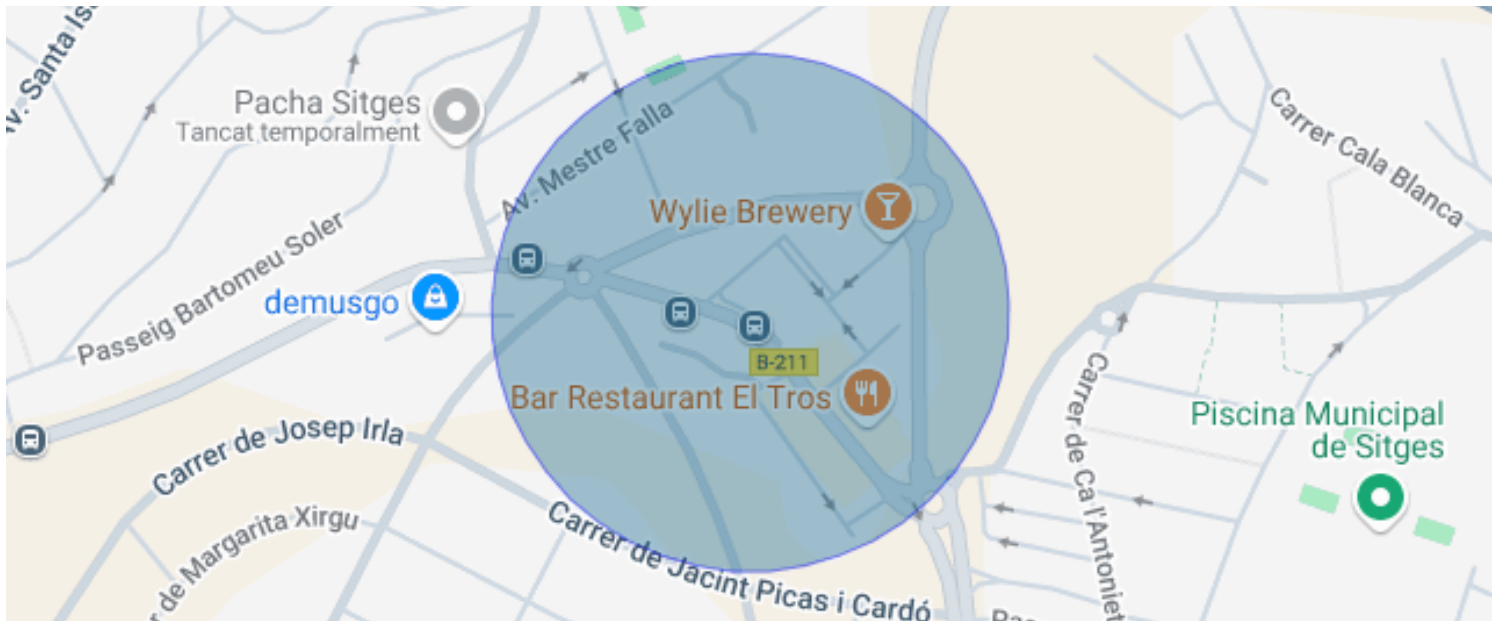 Av. Santa Is
Pacha Sitges
Tancat temporalment
Av. Mestre Falla
Carrer Cala Blanca
Wylie Brewery
Passeig Bartomeu Soler
demusgo
B-211
Bar Restaurant El Tros
Carrer de Josep Irla
Carrer de Ca l'Antoniet
Piscina Municipal
de Sitges
r de Margarita Xirgu
Carrer de Jacint Picas i Cardó